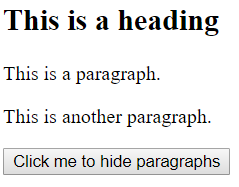 This is a heading
This is a paragraph.
This is another paragraph.
Click me to hide paragraphs